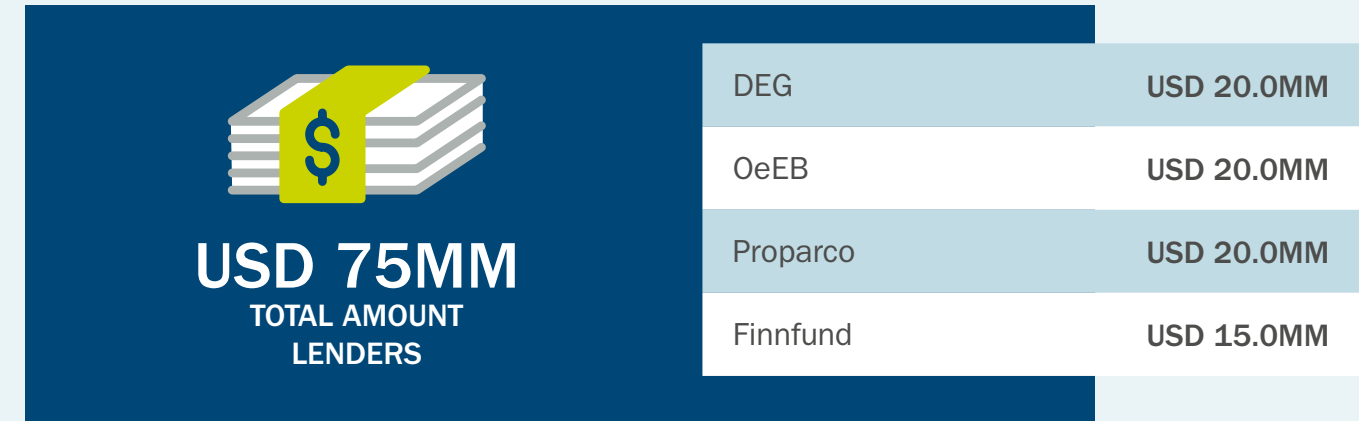 $
USD 75MM
TOTAL AMOUNT
LENDERS
DEG USD 20.0MM
OeEB USD 20.0MM
Proparco USD 20.0MM
Finnfund USD 15.0MM